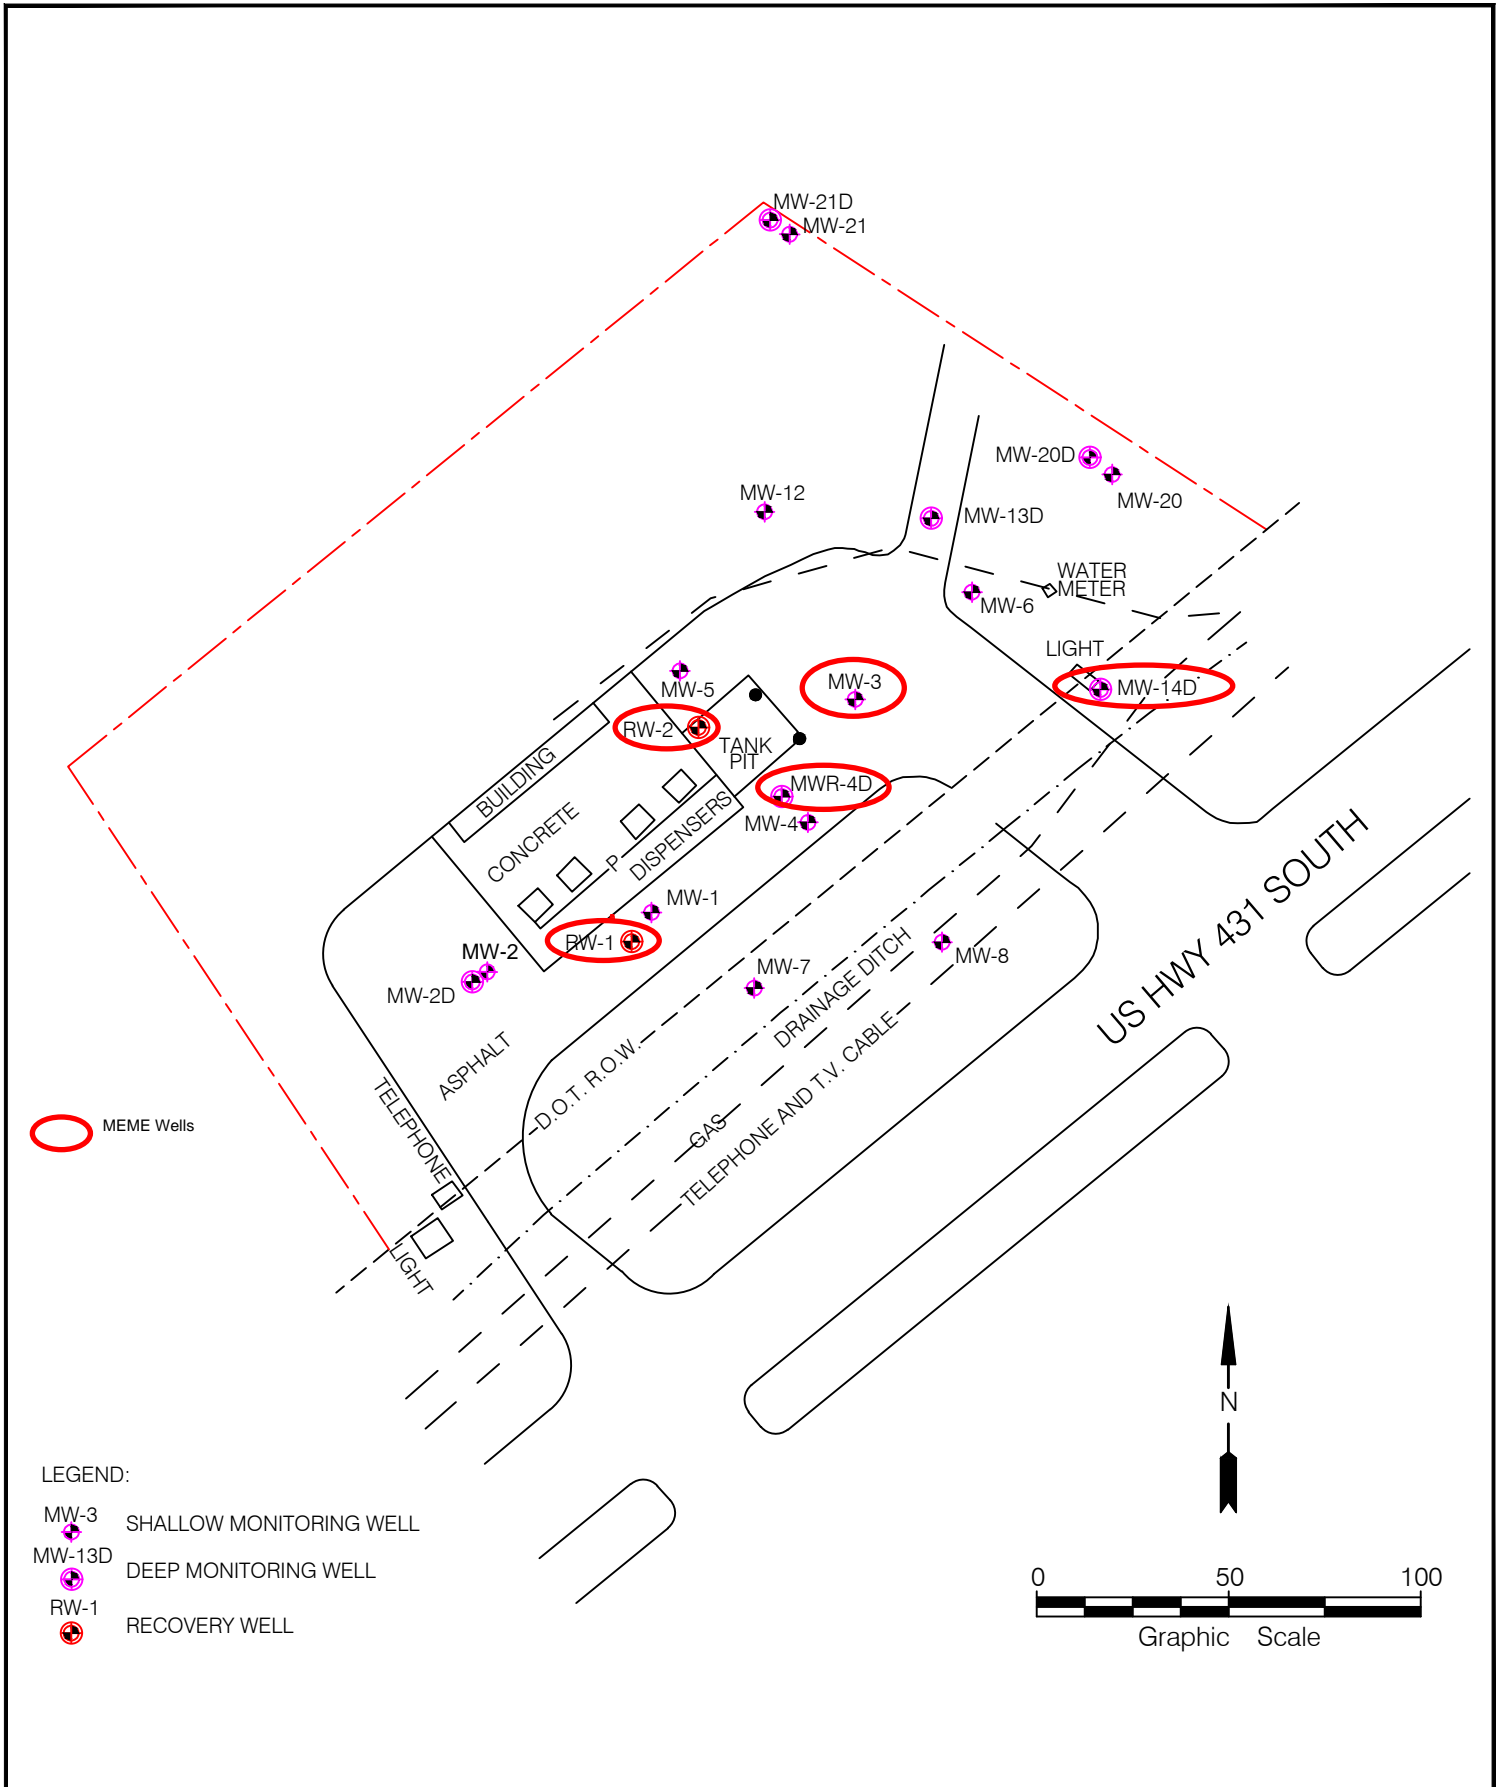 MW-21D
MW-21
MW-20D
MW-20
MW-12
MW-13D
WATER
METER
MW-6
LIGHT
MW-14D
MW-5
MW-3
RW-2
TANK
PIT
MWR-4D
MW-4
BUILDING
CONCRETE
P
DISPENSERS
MW-1
RW-1
MW-2
MW-2D
MW-7
MW-8
DRAINAGE DITCH
US HWY 431 SOUTH
ASPHALT
D.O.T. R.O.W.
GAS
TELEPHONE AND T.V. CABLE
TELEPHONE
LIGHT
MEME Wells
N
LEGEND:
MW-3
SHALLOW MONITORING WELL
MW-13D
DEEP MONITORING WELL
RW-1
RECOVERY WELL
0 50 100
Graphic Scale